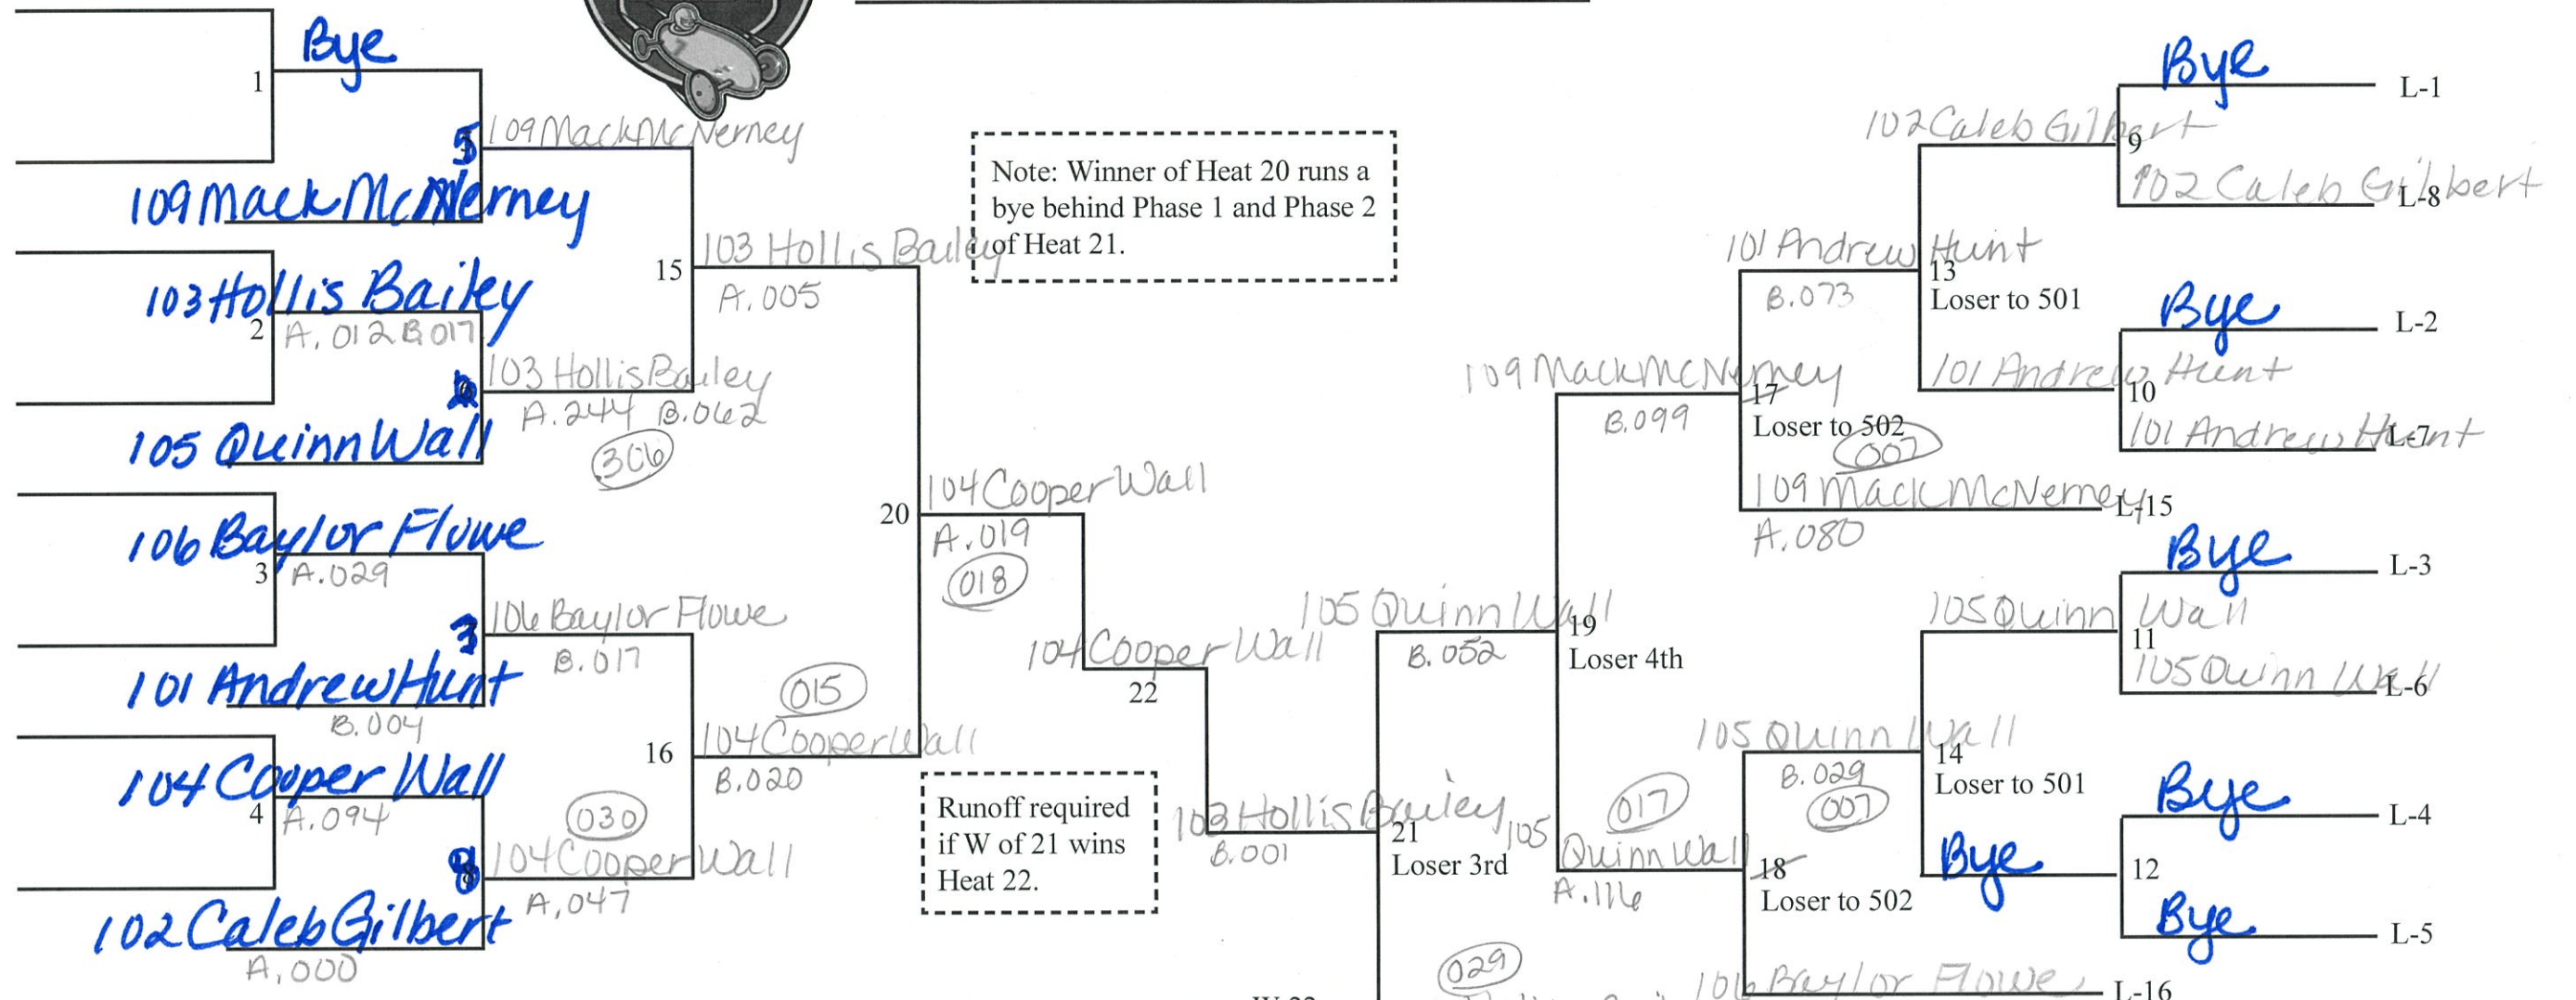 Bye
1
5
109 Mack McNerney
109 Mack McNerney
103 Hollis Bailey
2
A.012 B.017
103 Hollis Bailey
A.244 B.062
306
105 Quinn Wall
15
103 Hollis Bailey
A.005
106 Baylor Flowe
3
A.029
106 Baylor Flowe
B.017
101 Andrew Hunt
B.004
104 Cooper Wall
4
A.094
030
8
104 Cooper Wall
A.047
102 Caleb Gilbert
A.000
16
015
104 Cooper Wall
B.020
20
104 Cooper Wall
A.019
018
104 Cooper Wall
22
Note: Winner of Heat 20 runs a
bye behind Phase 1 and Phase 2
of Heat 21.
Runoff required
if W of 21 wins
Heat 22.
103 Hollis Bailey
B.001
21
Loser 3rd
029
105 Quinn Wall
B.052
19
Loser 4th
109 Mack McNerney
B.099
17
Loser to 502
007
109 Mack McNerney
L-15
A.080
105 Quinn Wall
017
A.116
18
Loser to 502
106 Baylor Flowe
L-16
101 Andrew Hunt
B.073
13
Loser to 501
105 Quinn Wall
B.029
007
14
Loser to 501
102 Caleb Gilbert
9
Bye
L-1
102 Caleb Gilbert
L-8
Bye
L-2
101 Andrew Hunt
10
101 Andrew Hunt
L-7
Bye
L-3
105 Quinn Wall
11
105 Quinn Wall
L-6
Bye
L-4
Bye
12
Bye
L-5